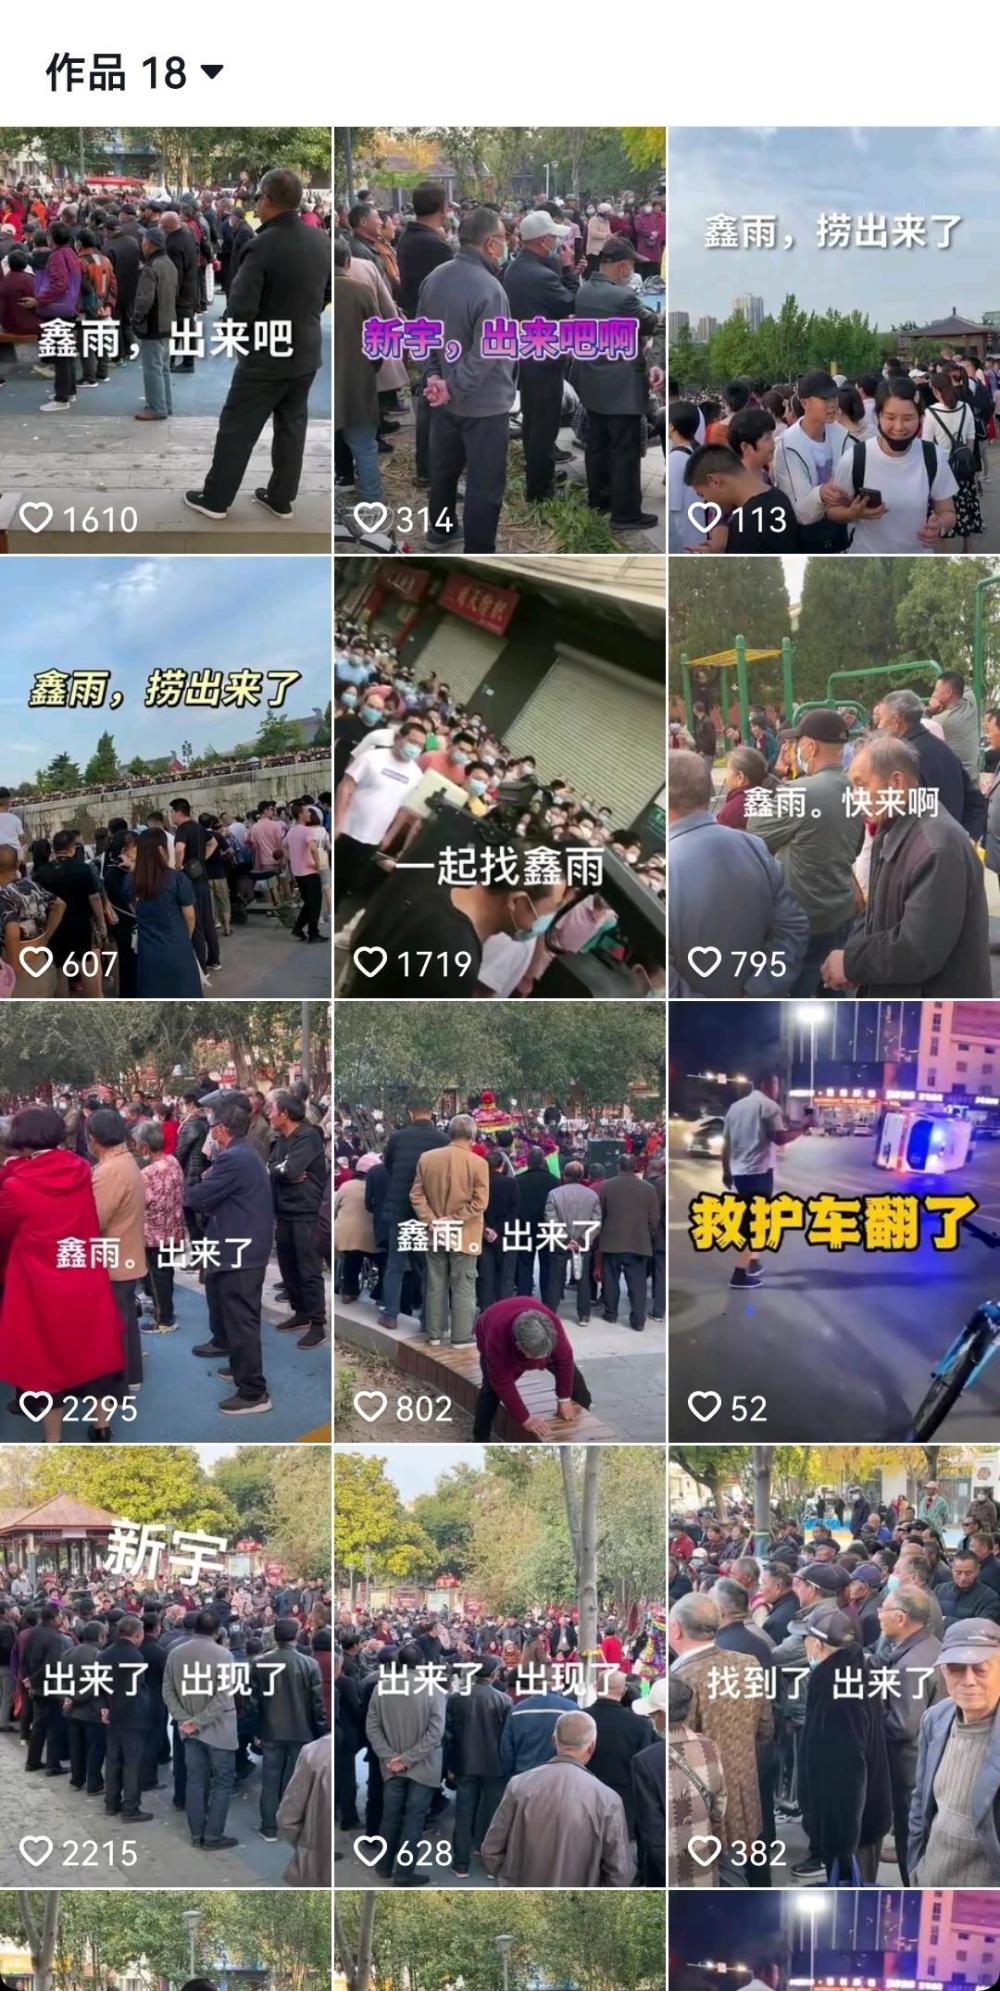 作品 18
鑫雨，出来吧
1610
新宇，出来吧啊
314
鑫雨，捞出来了
113
鑫雨，捞出来了
607
一起找鑫雨
1719
鑫雨。快来啊
795
鑫雨。出来了
2295
鑫雨。出来了
802
救护车翻了
52
新宇
出来了 出现了
2215
出来了 出现了
628
找到了 出来了
382